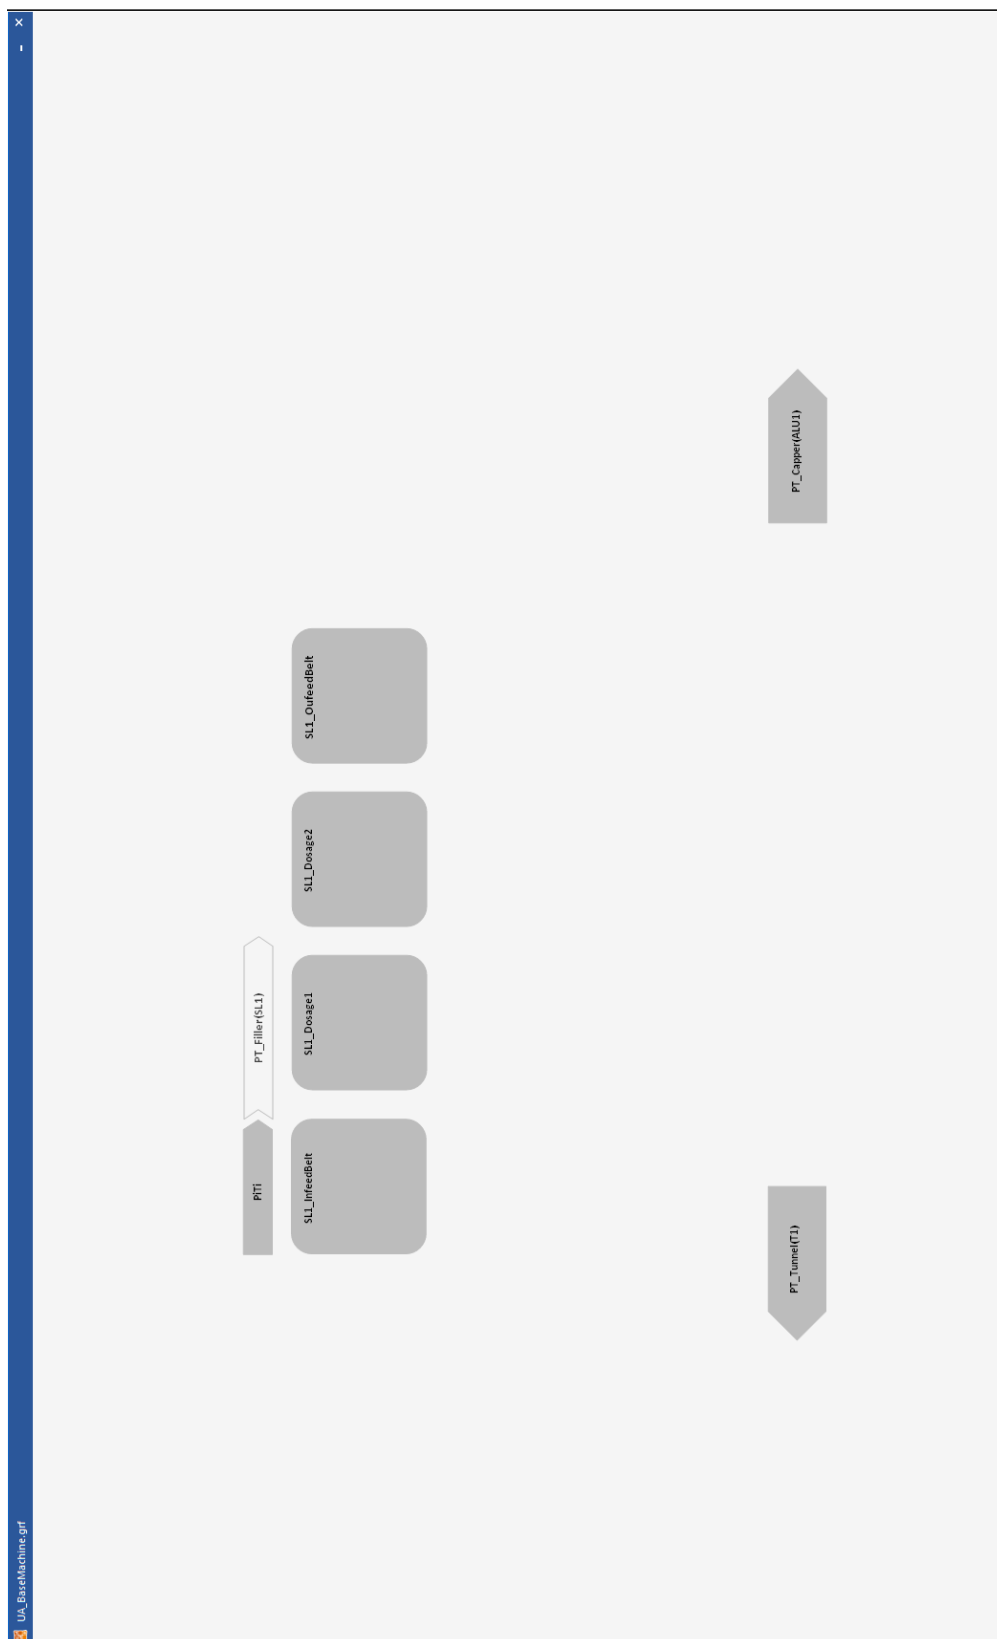 UA_BaseMachine.grf
PiTi
PT_Filler(SL1)
SL1_InfeedBelt
SL1_Dosage1
SL1_Dosage2
SL1_OufeedBelt
PT_Tunnel(T1)
PT_Capper(ALU1)